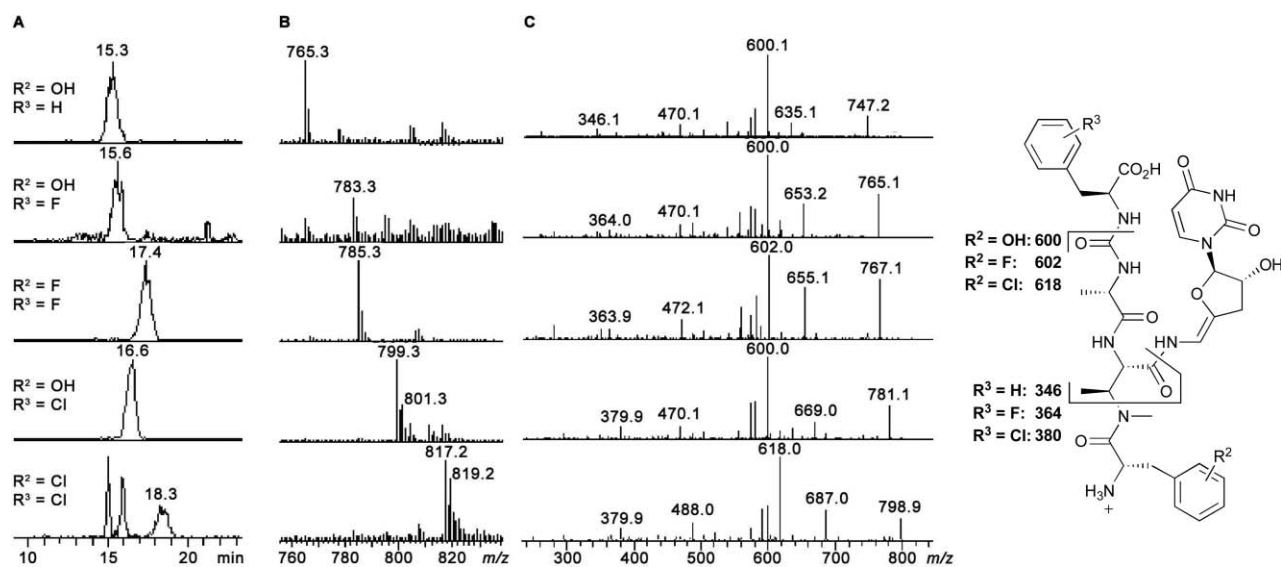 A
15.3
R² = OH
R³ = H
15.6
R² = OH
R³ = F
17.4
R² = F
R³ = F
16.6
R² = OH
R³ = Cl
R² = Cl
R³ = Cl
18.3
10 16 min
B
765.3
783.3
785.3
799.3
801.3
817.2
819.2
760 785 820 m/z
C
600.1
346.1 470.1 635.1 747.2
600.0
364.0 470.1 653.2 765.1
602.0
363.9 472.1 655.1 767.1
600.0
379.9 470.1 669.0 781.1
618.0
379.9 488.0 687.0 798.9
300 400 500 600 700 800 m/z
R³
CO₂H
O
NH
NH
N
O
R² = OH: 600
O
R² = F: 602
NH
OH
R² = Cl: 618
O
O
HN
NH
R³ = H: 346
O
R³ = F: 364
N
R³ = Cl: 380
O
R²
H₃N
+